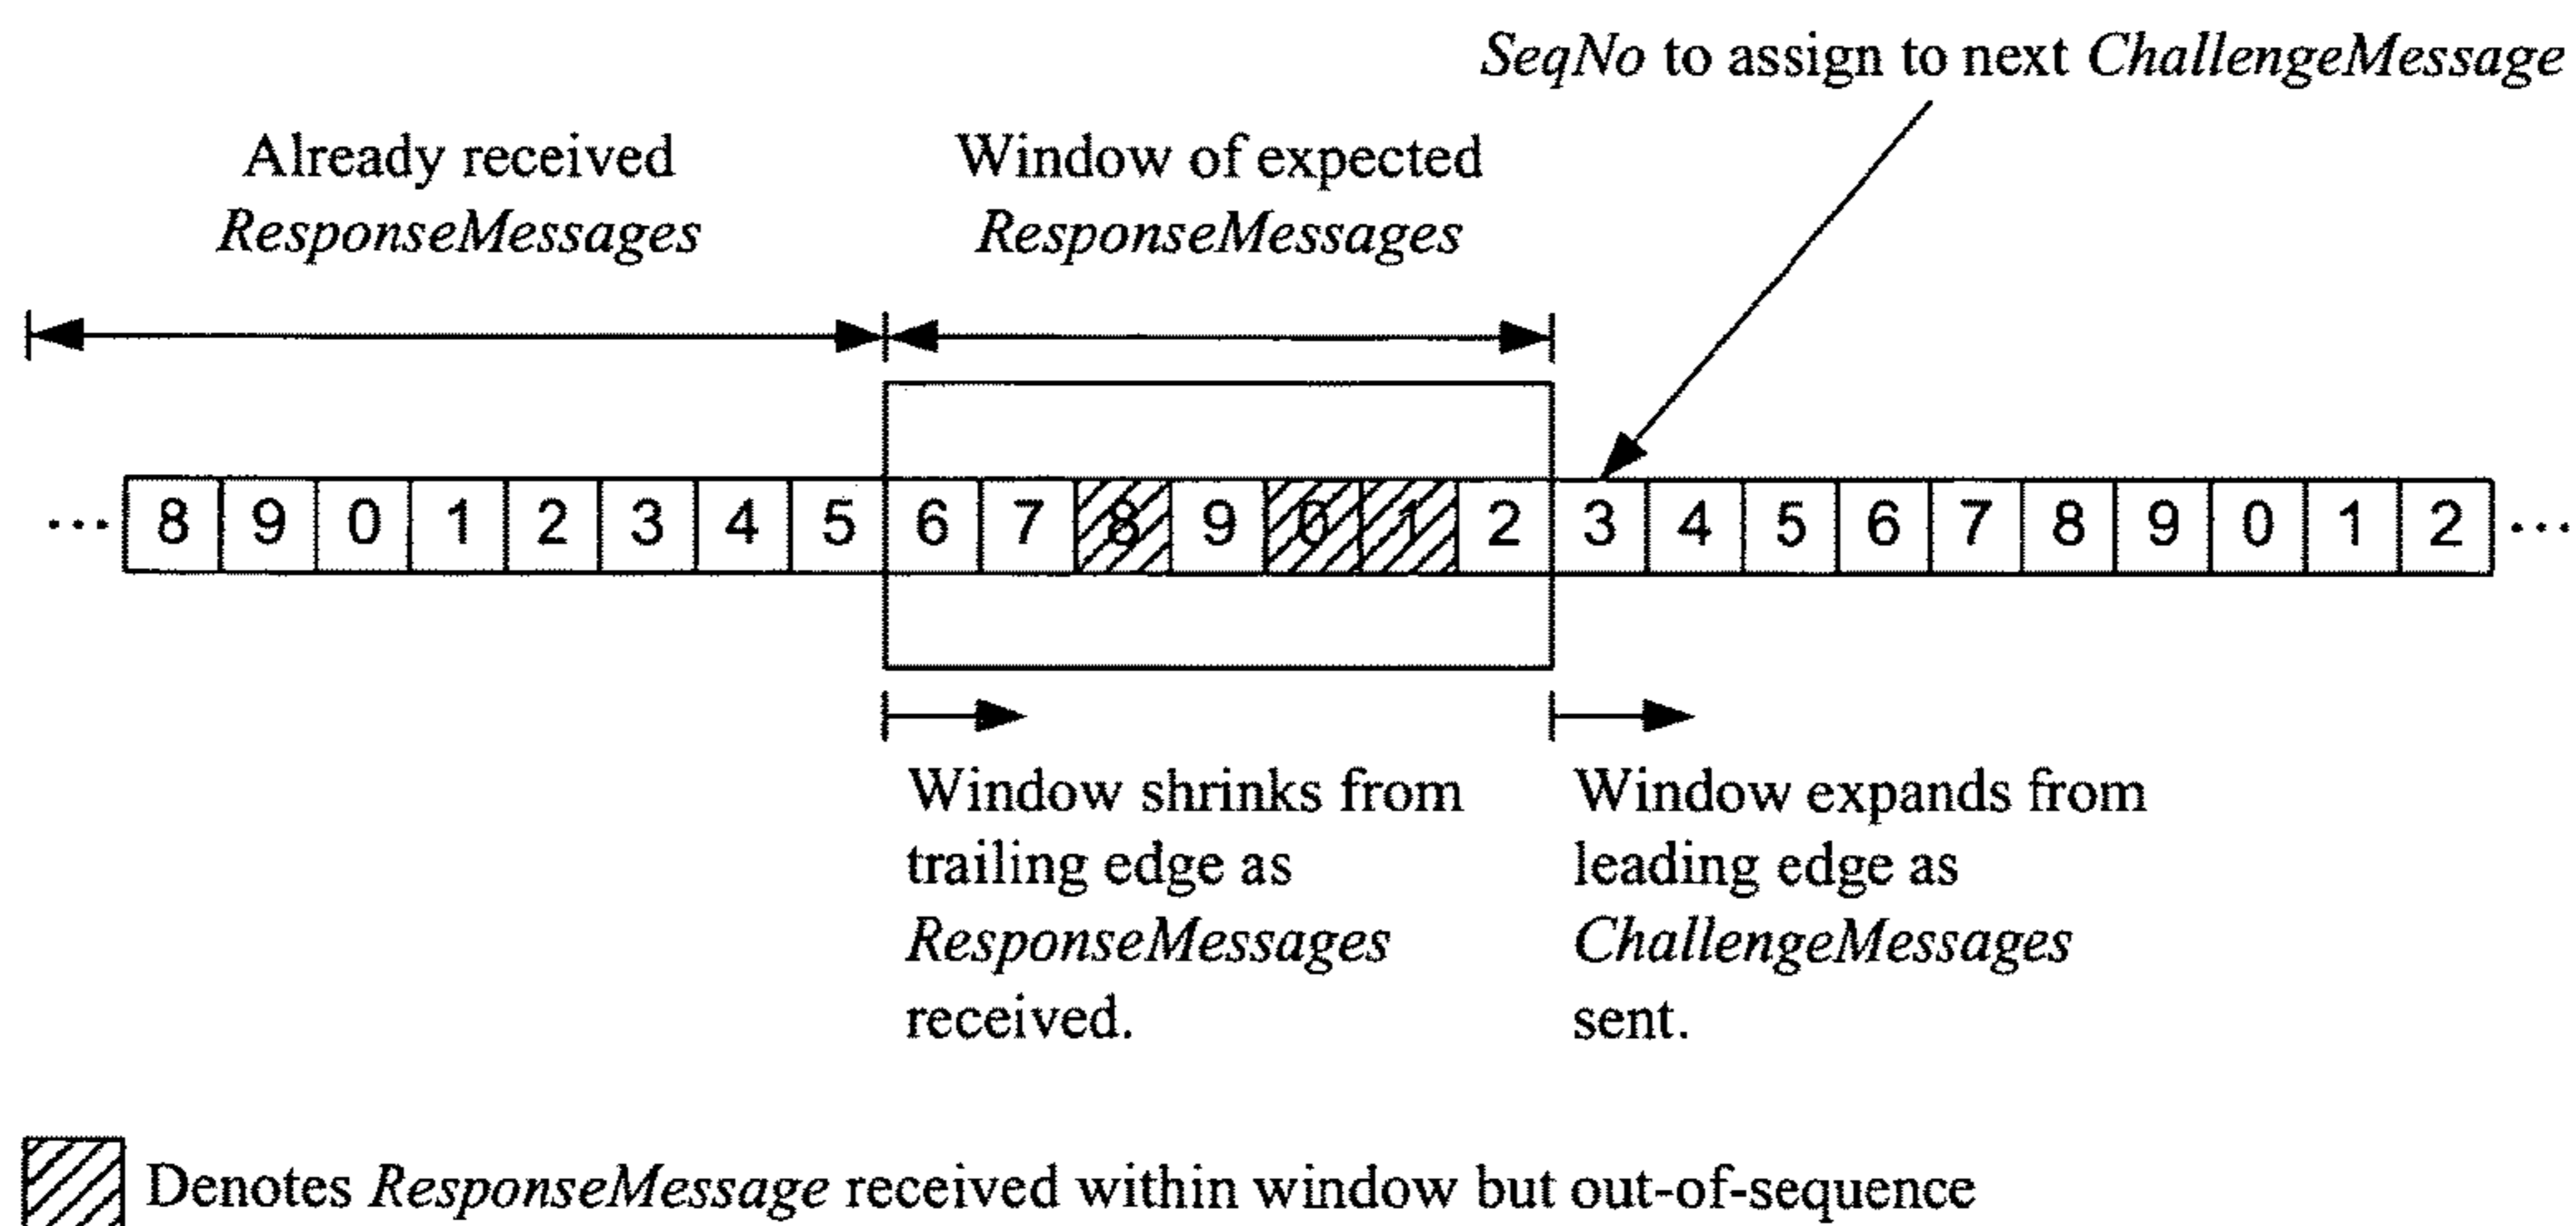 SeqNo to assign to next ChallengeMessage
Already received
ResponseMessages
Window of expected
ResponseMessages
... 8 9 0 1 2 3 4 5 6 7 8 9 0 1 2 3 4 5 6 7 8 9 0 1 2 ...
Window shrinks from
trailing edge as
ResponseMessages
received.
Window expands from
leading edge as
ChallengeMessages
sent.
Denotes ResponseMessage received within window but out-of-sequence